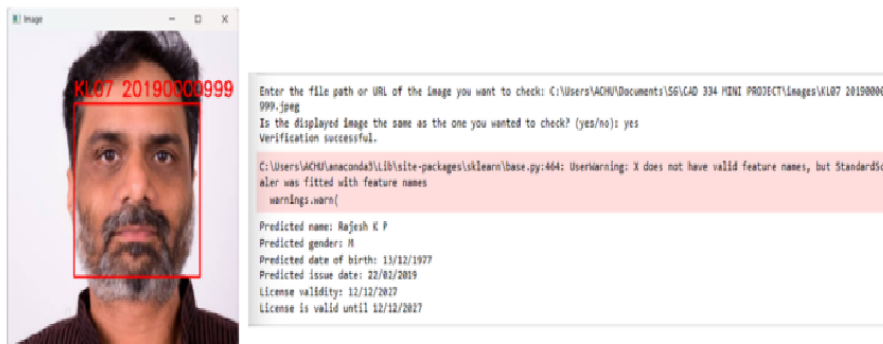 Image
KL07 20190000999
Enter the file path or URL of the image you want to check: C:\Users\ACHU\Documents\S6\CAD 334 MINI PROJECT\images\KL07 20190000
999.jpeg
Is the displayed image the same as the one you wanted to check? (yes/no): yes
Verification successful.
C:\Users\ACHU\anaconda3\Lib\site-packages\sklearn\base.py:464: UserWarning: X does not have valid feature names, but StandardSc
aler was fitted with feature names
warnings.warn(
Predicted name: Rajesh K P
Predicted gender: M
Predicted date of birth: 13/12/1977
Predicted issue date: 22/02/2019
License validity: 12/12/2027
License is valid until 12/12/2027